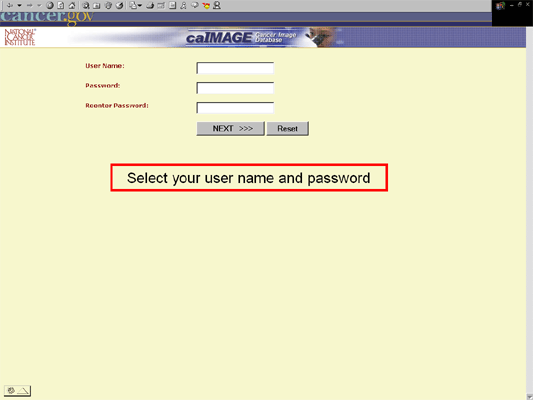 cancer.gov
NATIONAL
CANCER
INSTITUTE
caIMAGE Cancer Image
Database
User Name:
Password:
Reenter Password:
NEXT >>> Reset
Select your user name and password